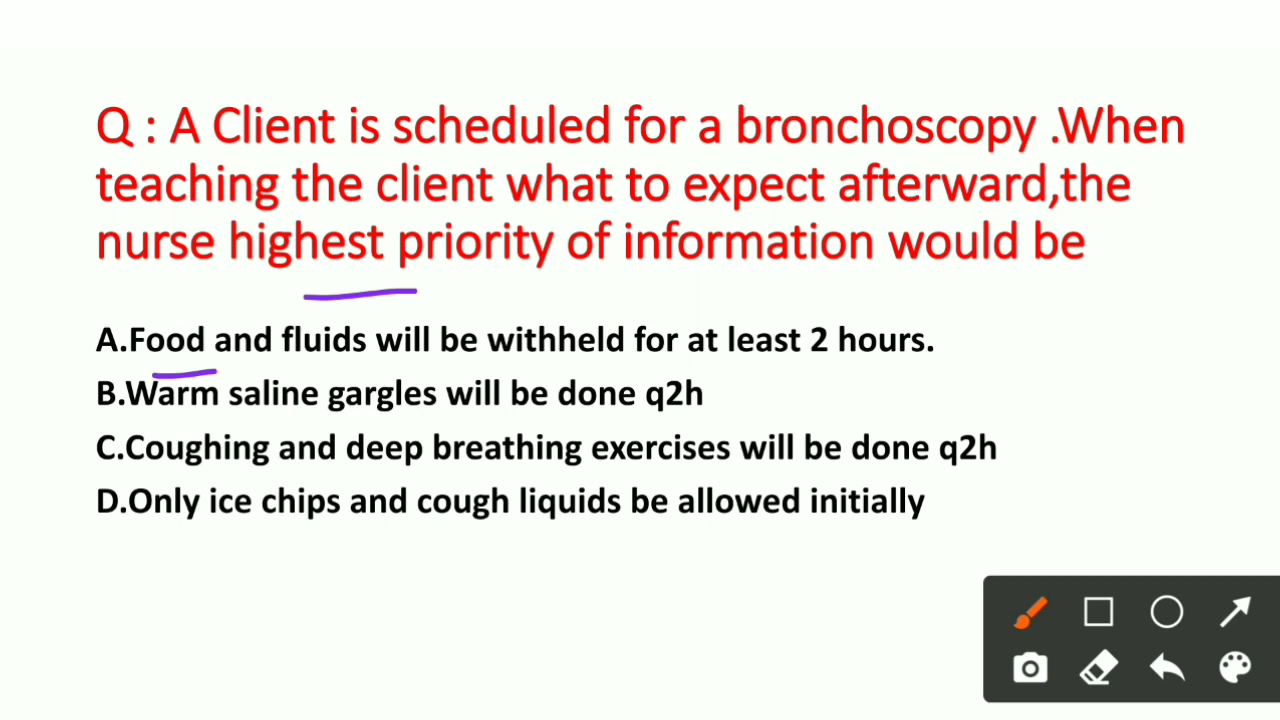 Q : A Client is scheduled for a bronchoscopy .When
teaching the client what to expect afterward,the
nurse highest priority of information would be
A.Food and fluids will be withheld for at least 2 hours.
B.Warm saline gargles will be done q2h
C.Coughing and deep breathing exercises will be done q2h
D.Only ice chips and cough liquids be allowed initially